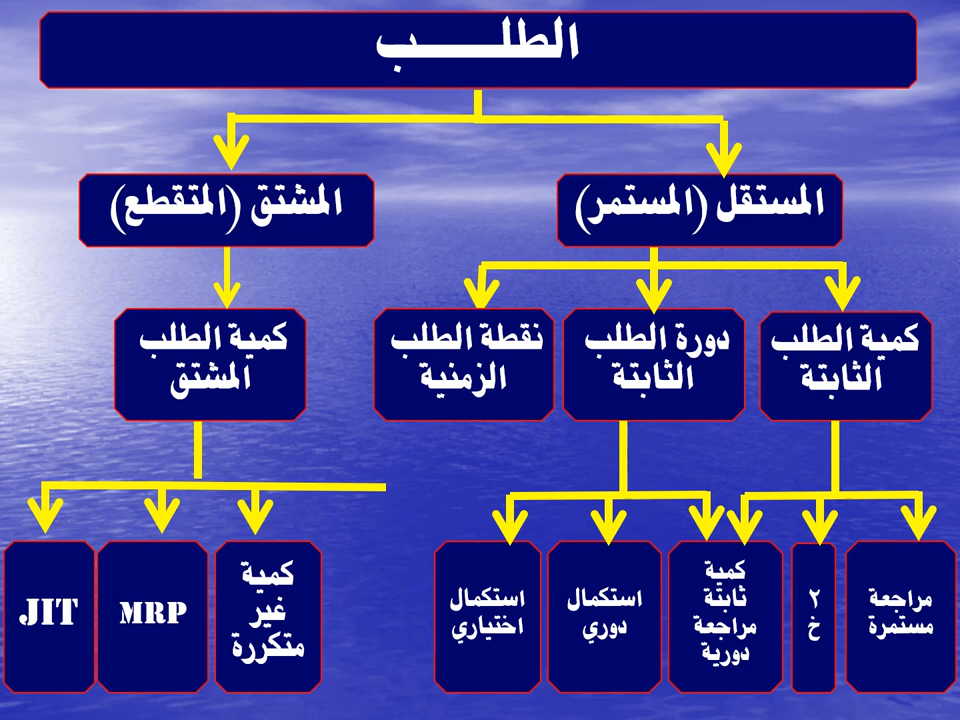 الطلـــــب
المستقل (المستمر)
المشتق (المتقطع)
كمية الطلب
الثابتة
دورة الطلب
الثابتة
نقطة الطلب
الزمنية
كمية الطلب
المشتق
مراجعة
مستمرة
٢
خ
كمية
ثابتة
مراجعة
دورية
استكمال
دوري
استكمال
اختياري
كمية
غير
متكررة
MRP
JIT